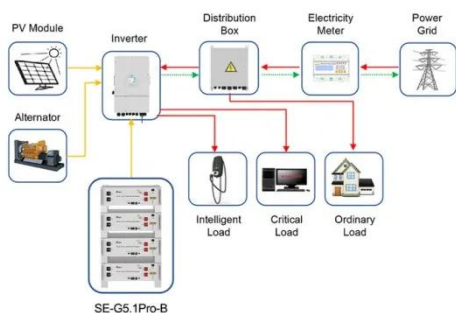 PV Module
Inverter
Distribution
Box
Electricity
Meter
Power
Grid
Alternator
Intelligent
Load
Critical
Load
Ordinary
Load
SE-G5.1Pro-B